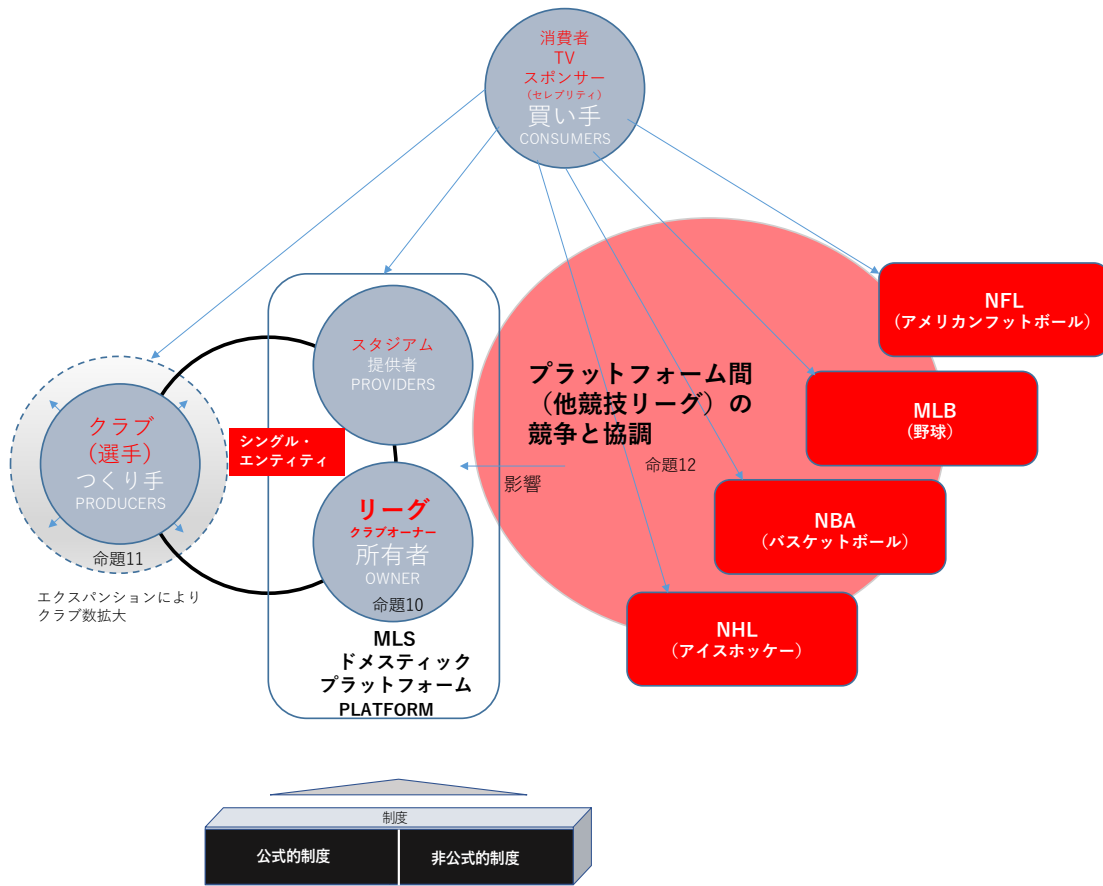 消費者
TV
スポンサー
(セレブリティ)
買い手
CONSUMERS
NFL
(アメリカンフットボール)
スタジアム
提供者
PROVIDERS
プラットフォーム間
(他競技リーグ)の
競争と協調
命題12
MLB
(野球)
クラブ
(選手)
つくり手
PRODUCERS
命題11
シングル・
エンティティ
影響
リーグ
クラブオーナー
所有者
OWNER
命題10
NBA
(バスケットボール)
エクスパンションにより
クラブ数拡大
NHL
(アイスホッケー)
MLS
ドメスティック
プラットフォーム
PLATFORM
制度
公式的制度
非公式的制度